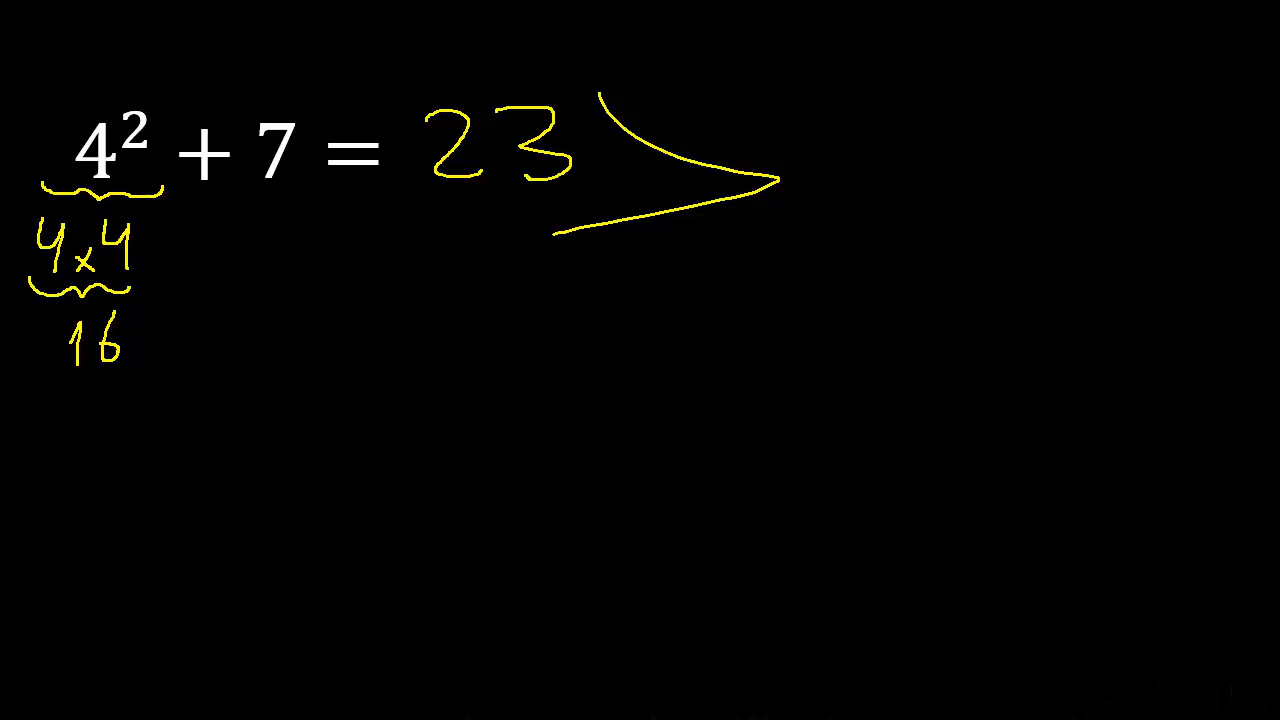 4² + 7 = 23
4x4
16